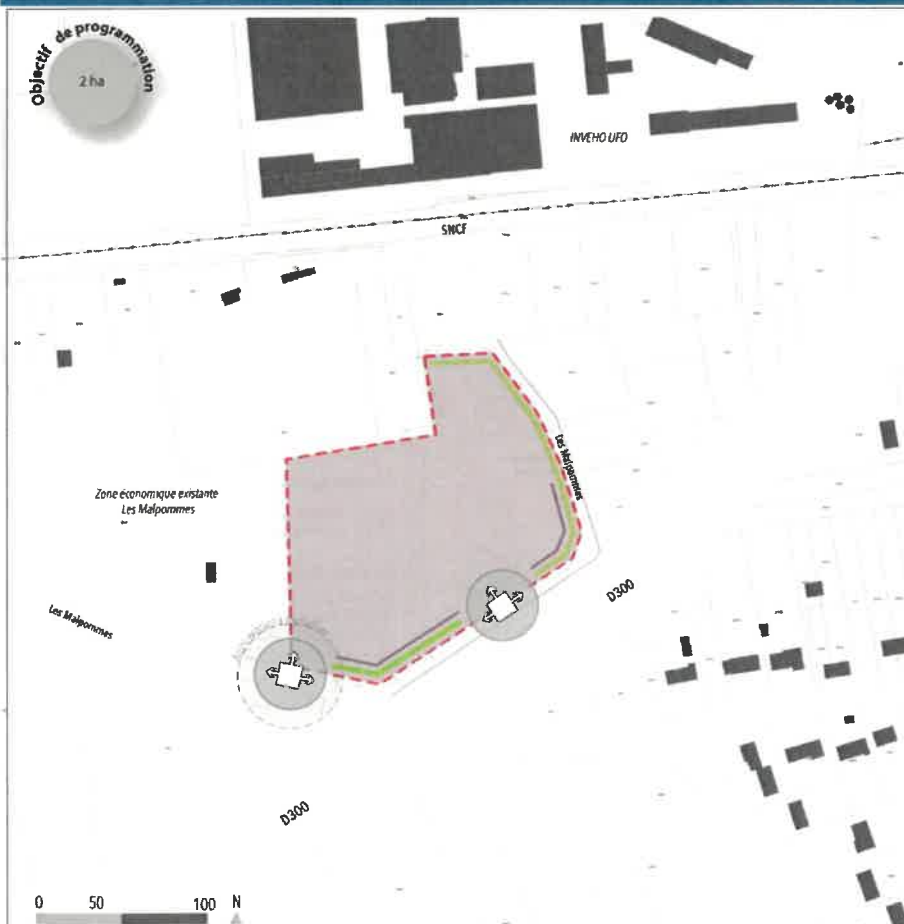 Objectif de programmation
2 ha
INVEHO UFO
SNCF
Les Malpommes
Zone économique existante
Les Malpommes
D300
Les Malpommes
D300
0 50 100 N